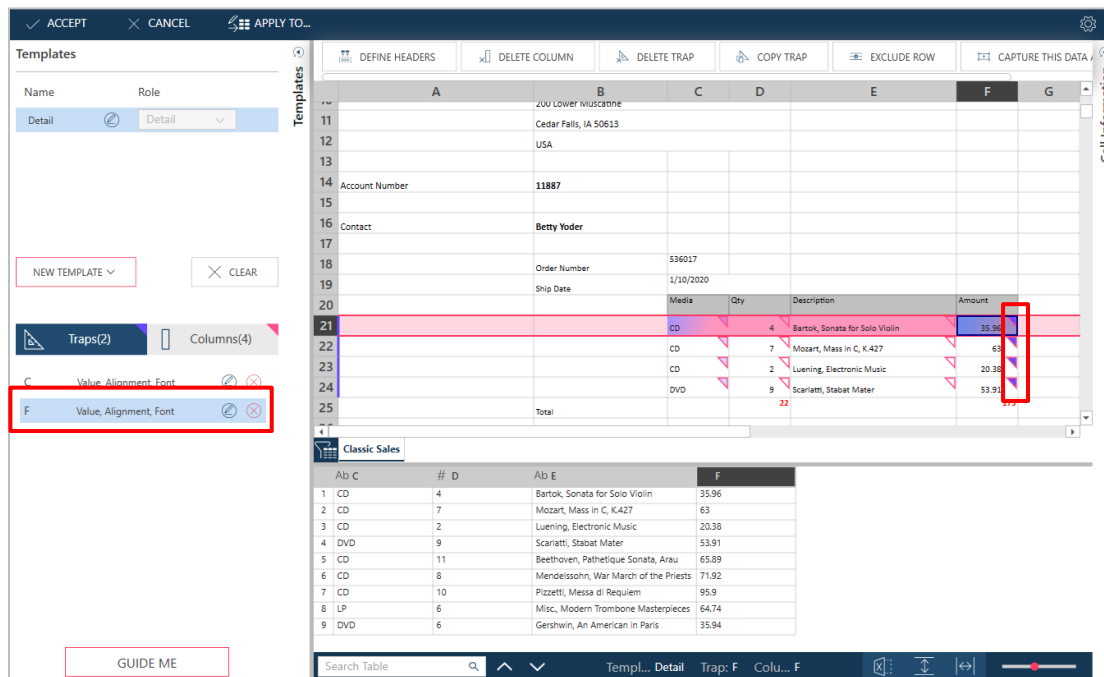 ACCEPT CANCEL APPLY TO...
Templates
Name Role
Detail Detail
NEW TEMPLATE CLEAR
Traps(2) Columns(4)
C Value, Alignment, Font
F Value, Alignment, Font
GUIDE ME
Templates
DEFINE HEADERS DELETE COLUMN DELETE TRAP COPY TRAP EXCLUDE ROW CAPTURE THIS DATA
A B C D E F G
200 Lower Muscatine
11 Cedar Falls, IA 50613
12 USA
13
14 Account Number 11887
15
16 Contact Betty Yoder
17
18 Order Number 536017
19 Ship Date 1/10/2020
20 Media Qty Description Amount
21 CD 4 Bartok, Sonata for Solo Violin 35.96
22 CD 7 Mozart, Mass in C, K.427 63
23 CD 2 Luening, Electronic Music 20.38
24 DVD 9 Scarlatti, Stabat Mater 53.91
25 Total 22
Classic Sales
Ab C # D Ab E F
1 CD 4 Bartok, Sonata for Solo Violin 35.96
2 CD 7 Mozart, Mass in C, K.427 63
3 CD 2 Luening, Electronic Music 20.38
4 DVD 9 Scarlatti, Stabat Mater 53.91
5 CD 11 Beethoven, Pathetique Sonata, Arau 65.89
6 CD 8 Mendelssohn, War March of the Priests 71.92
7 CD 10 Pizzetti, Messa di Requiem 95.9
8 LP 6 Misc., Modern Trombone Masterpieces 64.74
9 DVD 6 Gershwin, An American in Paris 35.94
Search Table Templ... Detail Trap: F Colu... F